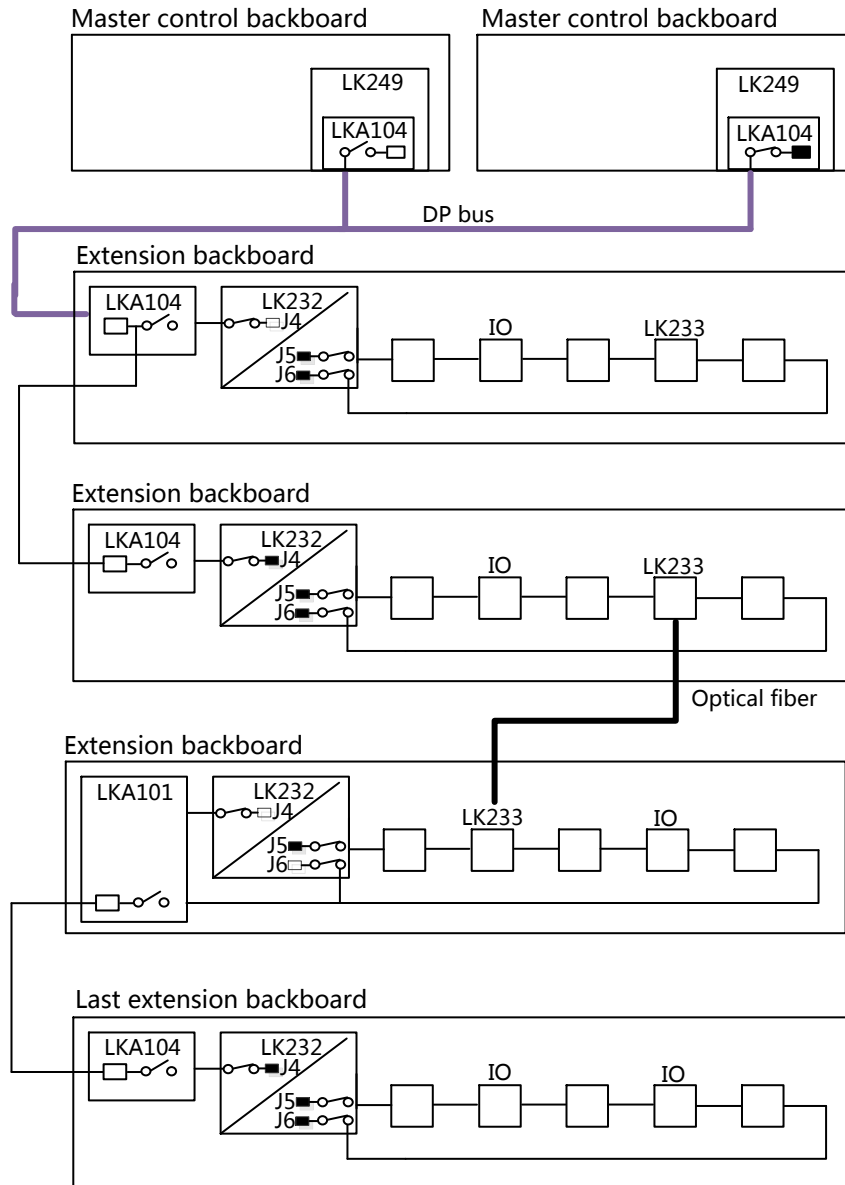 Master control backboard
Master control backboard
LK249
LKA104
LK249
LKA104
DP bus
Extension backboard
LKA104
LK232
J4
J5
J6
IO
LK233
Extension backboard
LKA104
LK232
J4
J5
J6
IO
LK233
Optical fiber
Extension backboard
LKA101
LK232
J4
J5
J6
LK233
IO
Last extension backboard
LKA104
LK232
J4
J5
J6
IO
IO